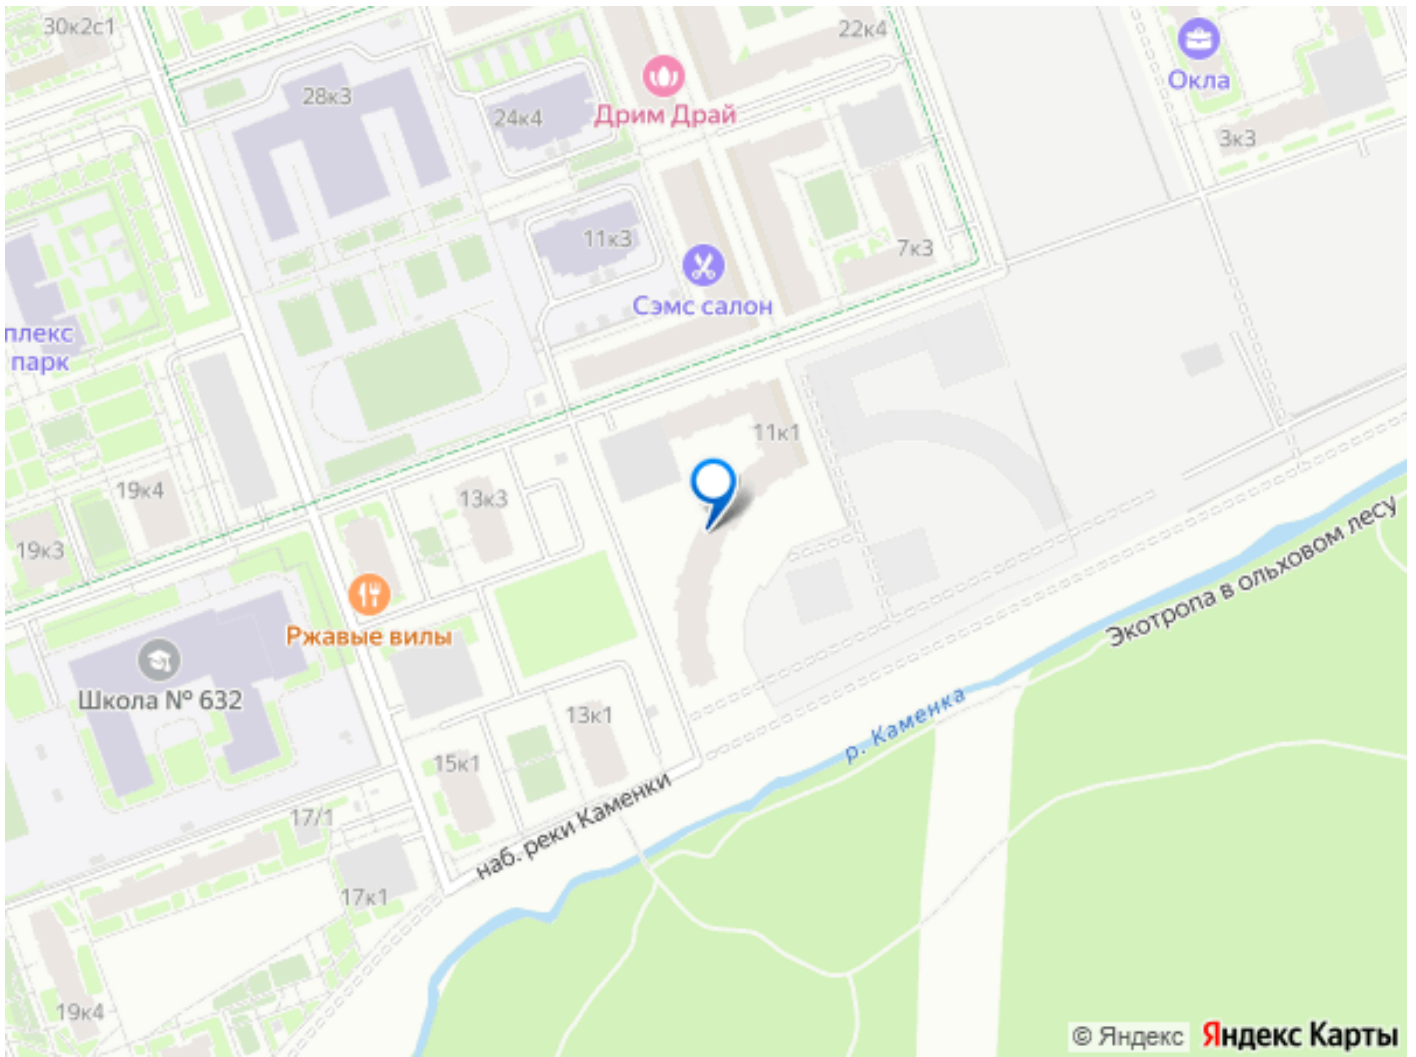 30к2с1
22к4
Окла
28к3
24к4
Дрим Драй
3к3
11к3
7к3
Сэмс салон
плекс
парк
11к1
19к4
13к3
19к3
Экотропа в ольховом лесу
Ржавые вилы
Школа № 632
13к1
р. Каменка
15к1
наб. реки Каменки
17/1
17к1
19к4
© Яндекс Яндекс Карты